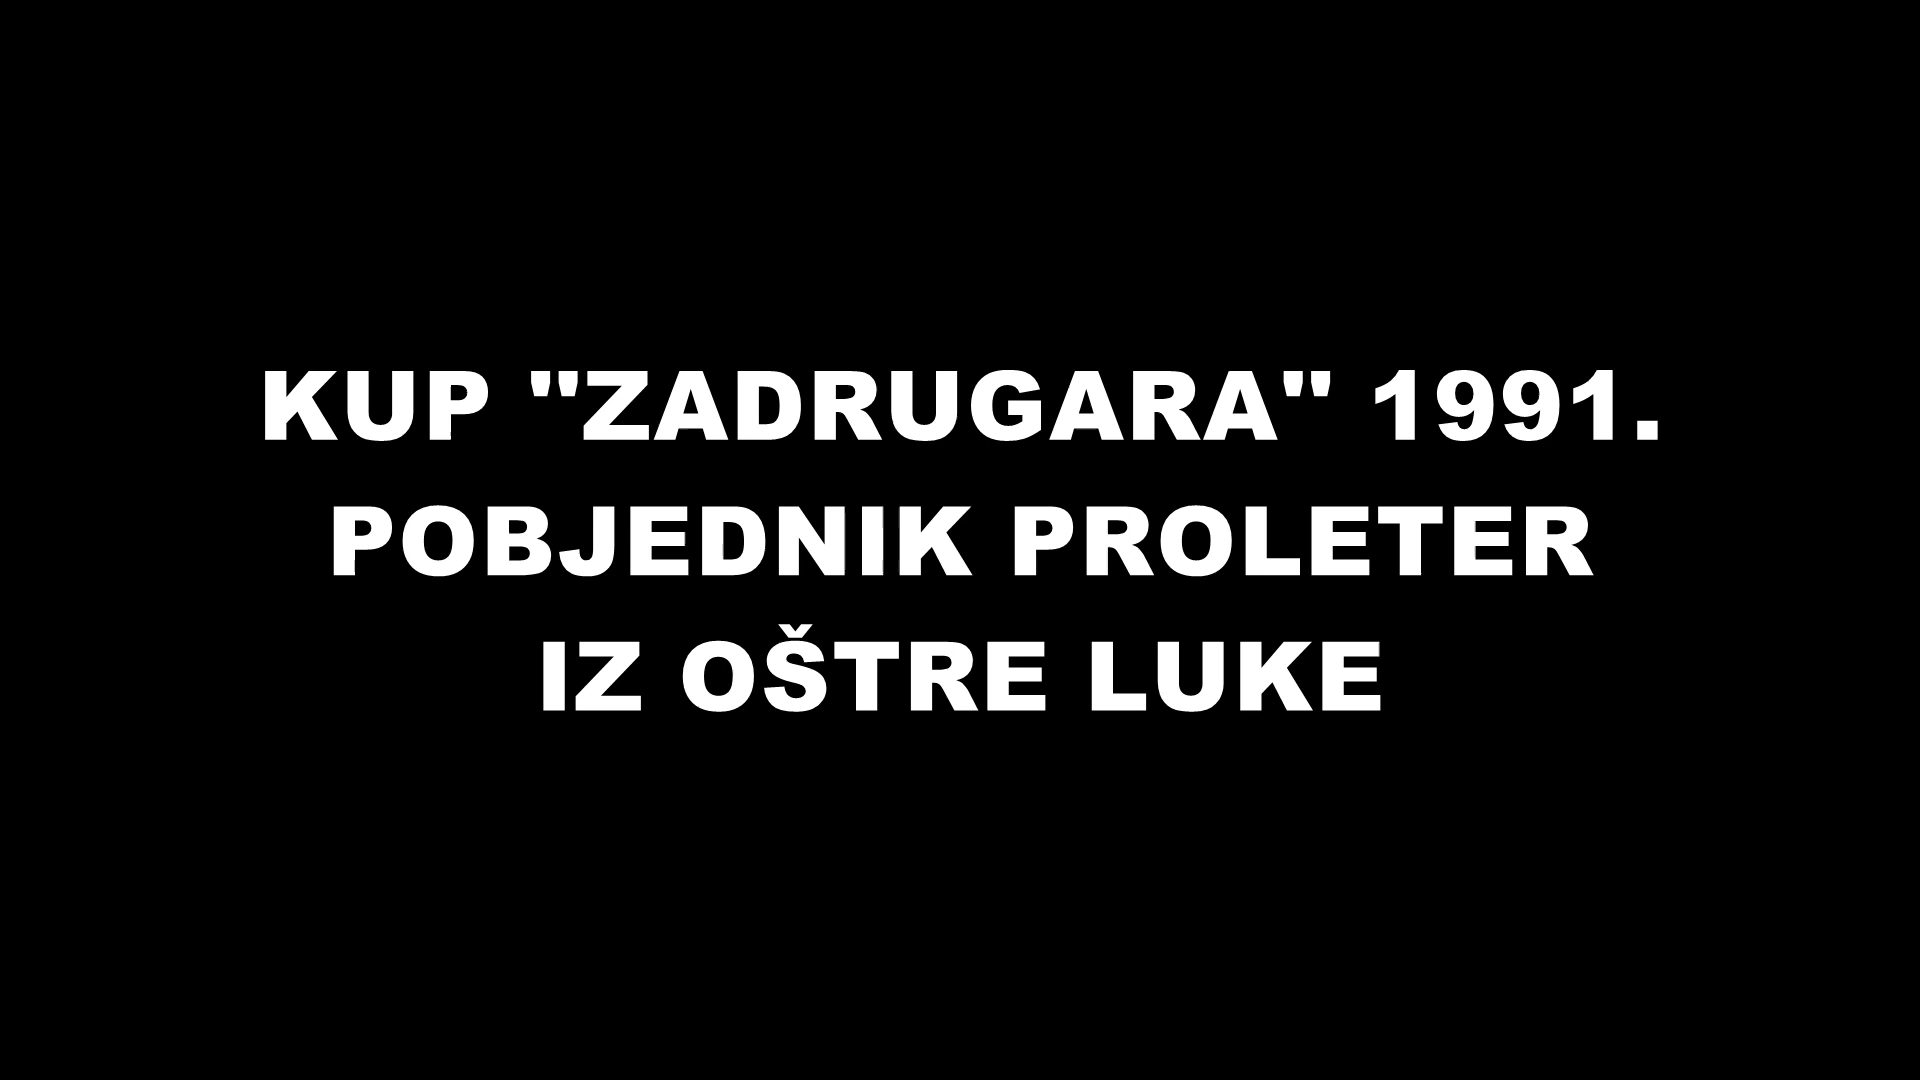 KUP "ZADRUGARA" 1991.
POBJEDNIK PROLETER
IZ OŠTRE LUKE